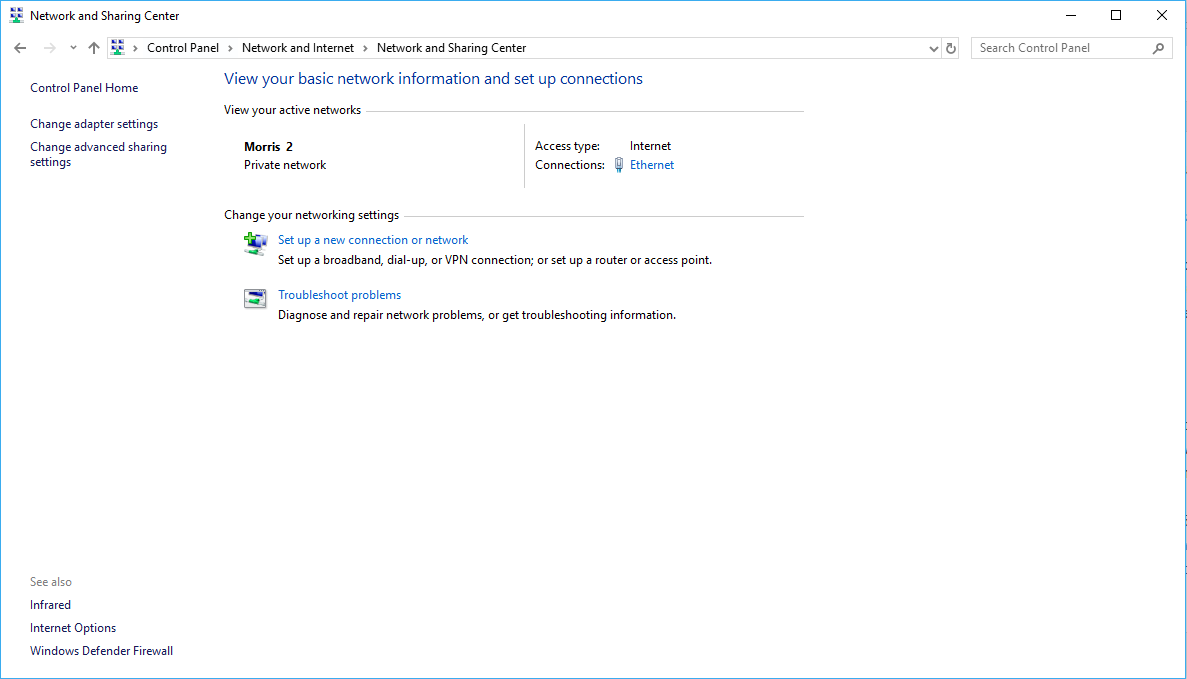 Network and Sharing Center
Control Panel > Network and Internet > Network and Sharing Center
Search Control Panel
Control Panel Home
Change adapter settings
Change advanced sharing
settings
View your basic network information and set up connections
View your active networks
Morris 2
Private network
Access type: Internet
Connections: Ethernet
Change your networking settings
Set up a new connection or network
Set up a broadband, dial-up, or VPN connection; or set up a router or access point.
Troubleshoot problems
Diagnose and repair network problems, or get troubleshooting information.
See also
Infrared
Internet Options
Windows Defender Firewall